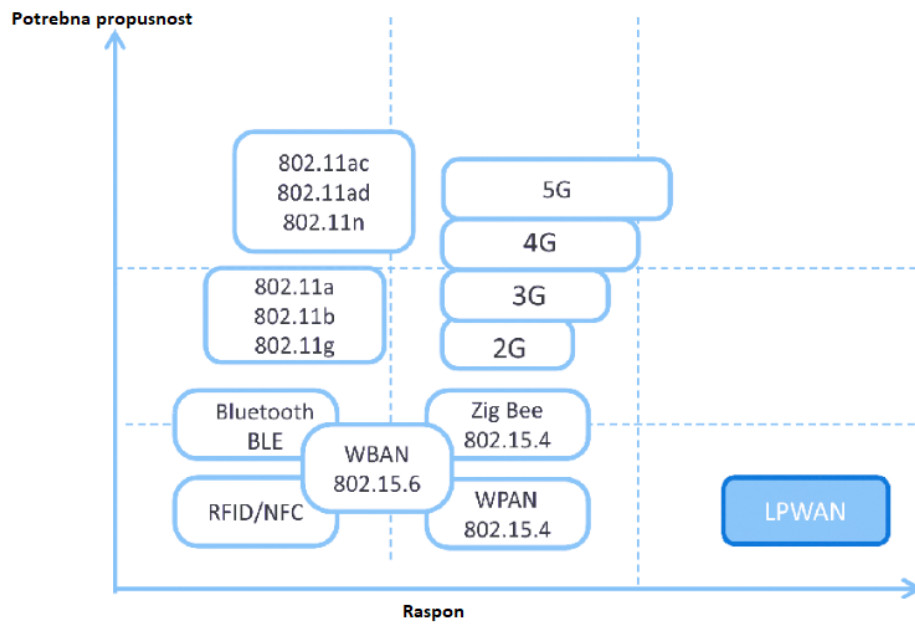 Potrebna propusnost
802.11ac
802.11ad
802.11n
5G
4G
802.11a
802.11b
802.11g
3G
2G
Bluetooth
BLE
Zig Bee
802.15.4
WBAN
802.15.6
RFID/NFC
WPAN
802.15.4
LPWAN
Raspon